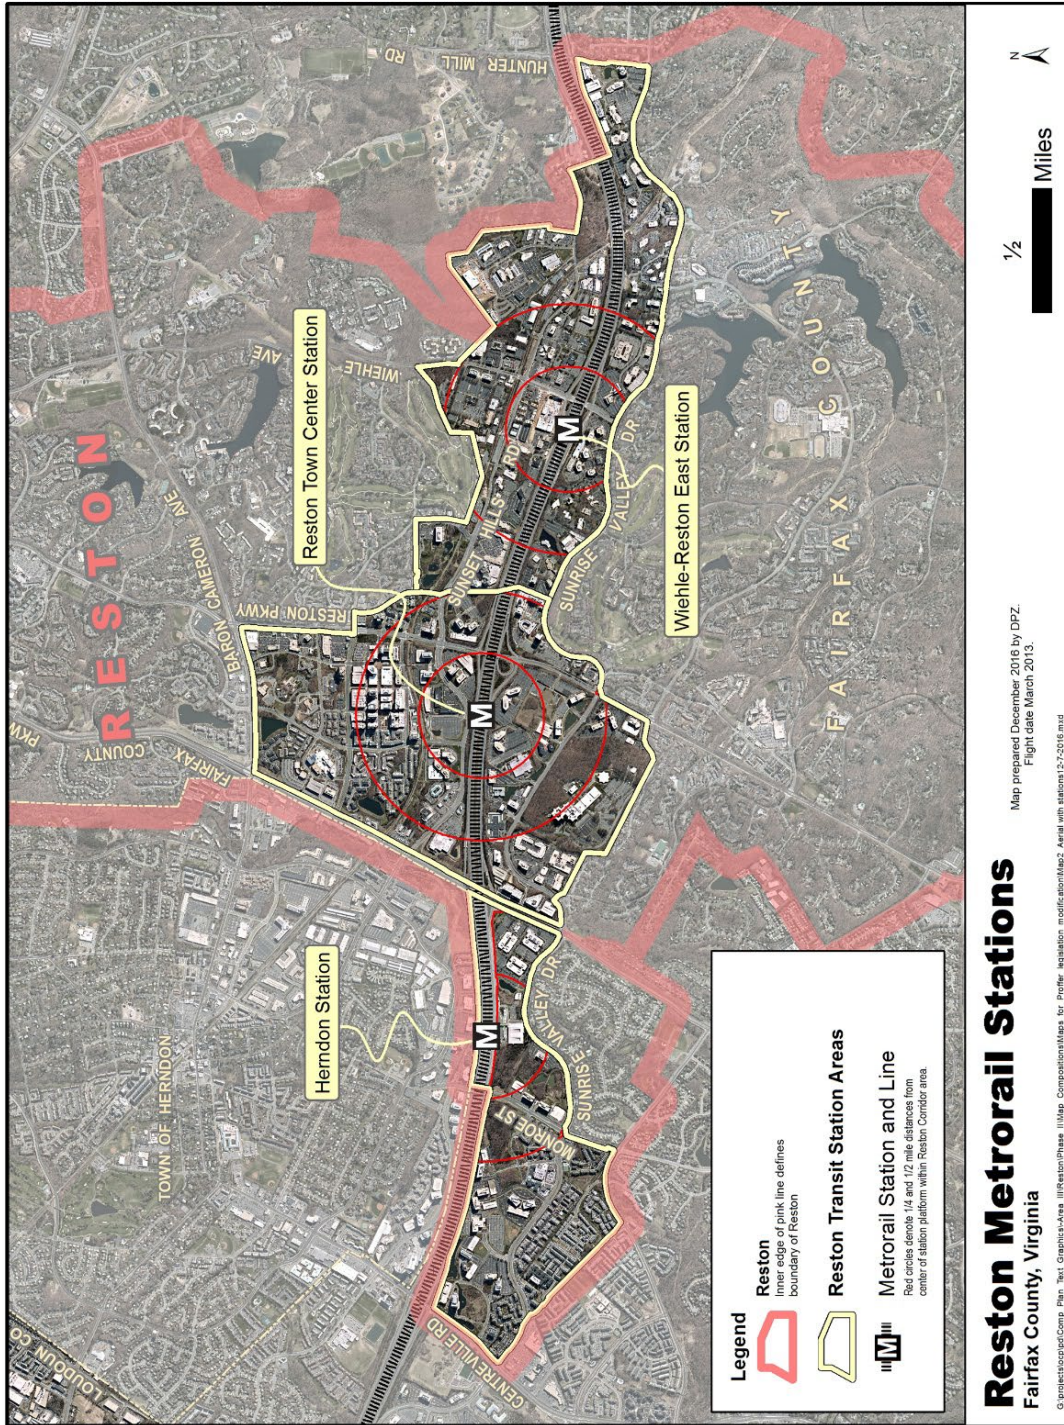 RESTON
TOWN OF HERNDON
LOUDOUN CO
FAIRFAX
COUNTY
PKWY
BARON CAMERON AVE
RESTON PKWY
WIEHLE AVE
HUNTER MILL RD
Herndon Station
Reston Town Center Station
Wiehle-Reston East Station
SUNSET HILLS RD
SUNRISE VALLEY DR
SUNRISE VALLEY DR
MONROE ST
CENTREVILLE RD
FAIRFAX COUNTY
M
M
M
Legend
Reston
Inner edge of pink line defines
boundary of Reston
Reston Transit Station Areas
M
Metrorail Station and Line
Red circles denote 1/4 and 1/2 mile distances from
center of station platform within Reston Corridor area.
Reston Metrorail Stations
Fairfax County, Virginia
Map prepared December 2016 by DPZ.
Flight date March 2013.
½
Miles
N